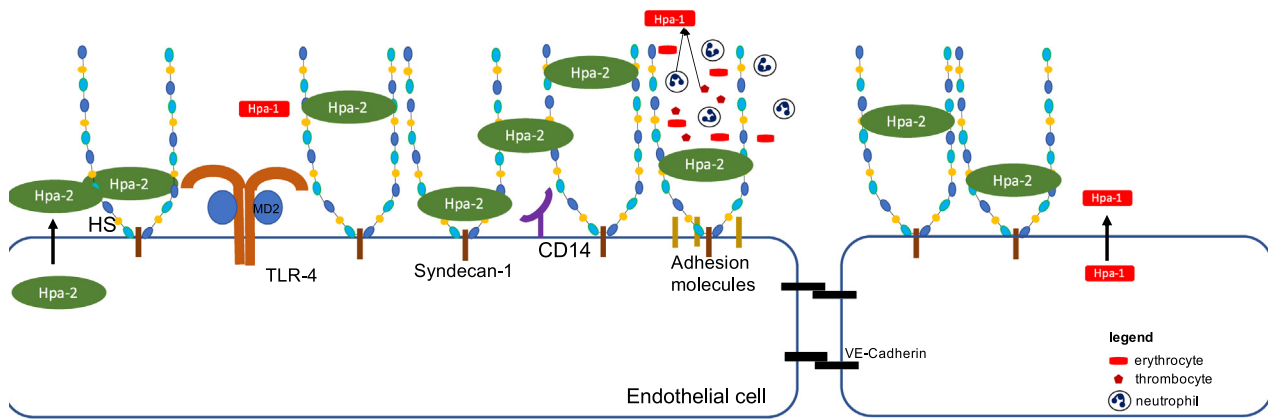 Hpa-1
Hpa-2
Hpa-1
Hpa-2
Hpa-2
Hpa-2
Hpa-2
Hpa-2
Hpa-2
Hpa-2
Hpa-2
Hpa-1
MD2
HS
CD14
TLR-4
Syndecan-1
Adhesion
molecules
Hpa-2
Hpa-1
VE-Cadherin
legend
erythrocyte
thrombocyte
neutrophil
Endothelial cell